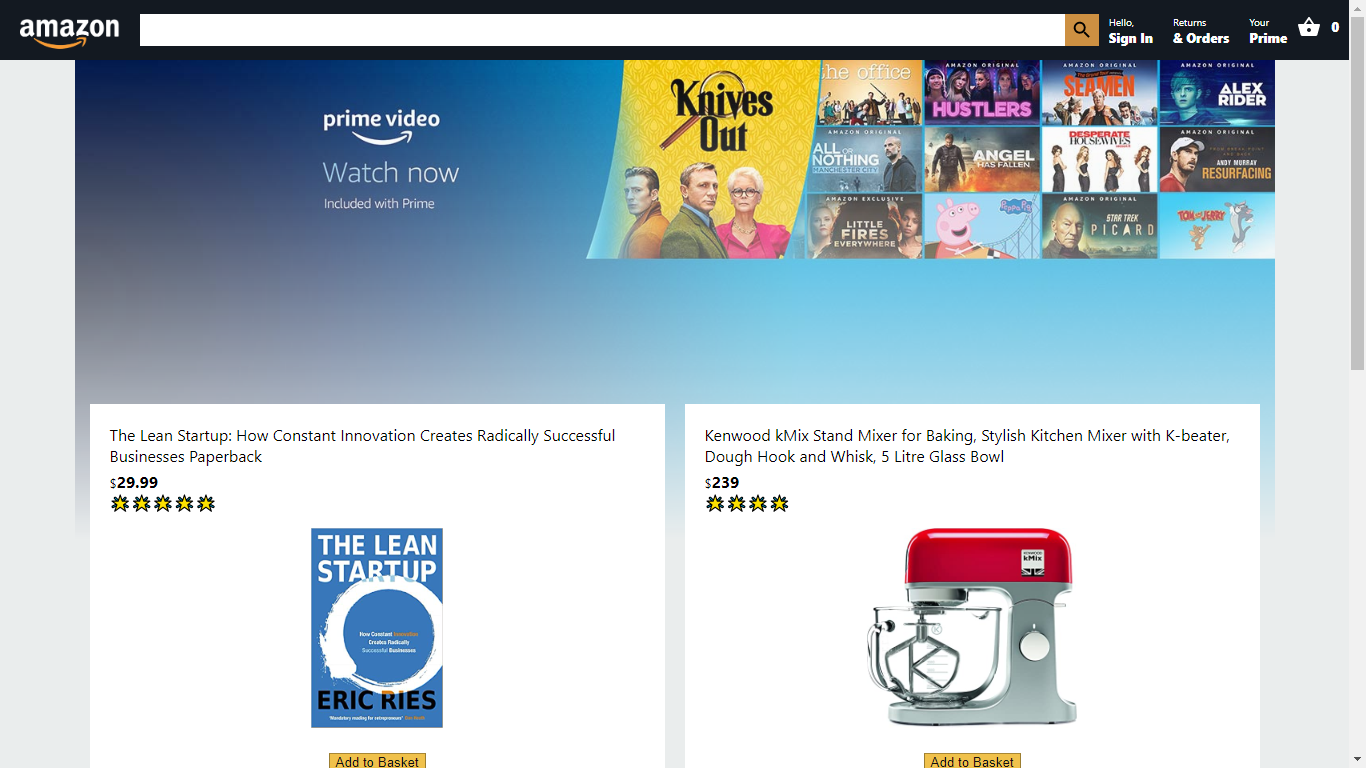 amazon
Hello,
Sign In
Returns
& Orders
Your
Prime
0
prime video
Watch now
Included with Prime
Knives
Out
the office
AMAZON ORIGINAL
HUSTLERS
AMAZON ORIGINAL
SEAMEN
AMAZON ORIGINAL
ALEX
RIDER
AMAZON ORIGINAL
ALL OR
NOTHING
MANCHESTER CITY
ANGEL
HAS FALLEN
DESPERATE
HOUSEWIVES
AMAZON ORIGINAL
ANDY MURRAY
RESURFACING
AMAZON EXCLUSIVE
LITTLE
FIRES
EVERYWHERE
Peppa Pig
AMAZON ORIGINAL
STAR TREK
PICARD
TOM and JERRY
The Lean Startup: How Constant Innovation Creates Radically Successful
Businesses Paperback
$29.99
THE LEAN
STARTUP
How Constant Innovation
Creates Radically
Successful Businesses
ERIC RIES
'Mandatory reading for entrepreneurs'
Add to Basket
Kenwood kMix Stand Mixer for Baking, Stylish Kitchen Mixer with K-beater,
Dough Hook and Whisk, 5 Litre Glass Bowl
$239
KENWOOD
kMix
K
Add to Basket